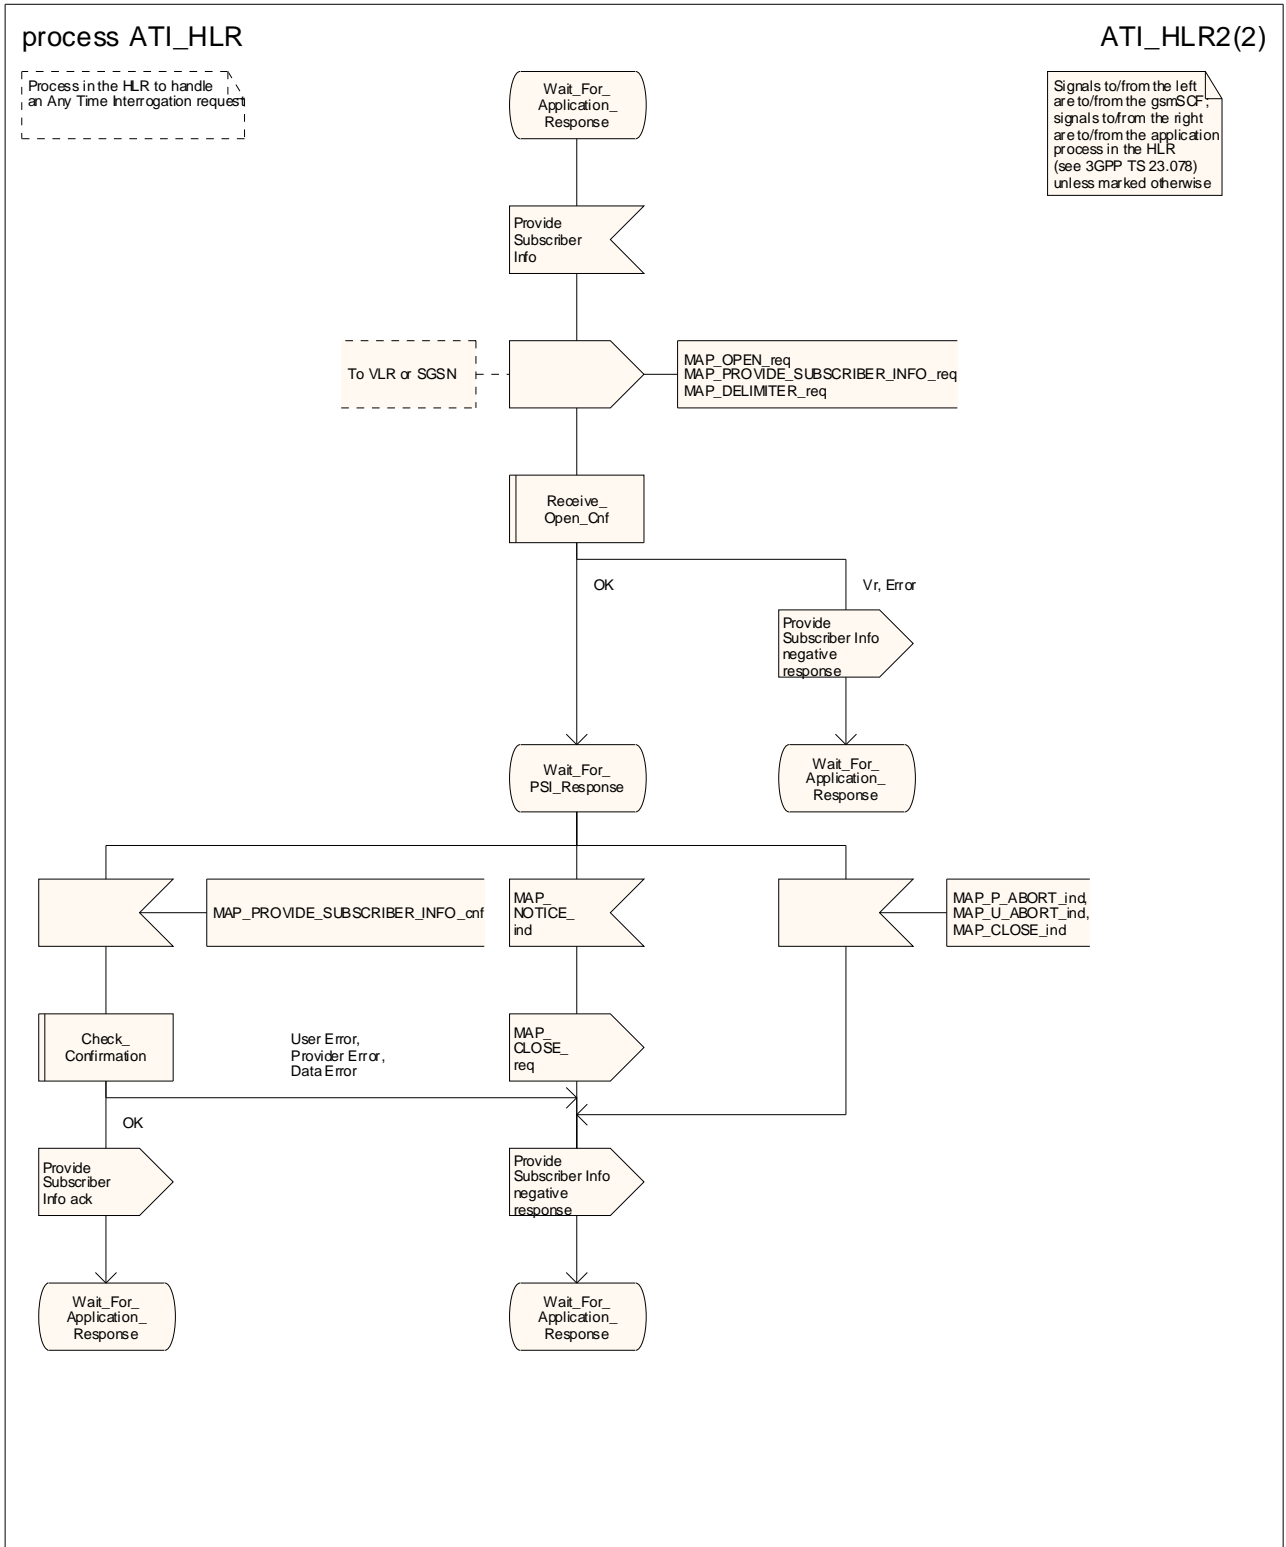 process ATI_HLR
ATI_HLR2(2)
Process in the HLR to handle
an Any Time Interrogation request
Wait_For_
Application_
Response
Signals to/from the left
are to/from the gsmSCF;
signals to/from the right
are to/from the application
process in the HLR
(see 3GPP TS 23.078)
unless marked otherwise
Provide
Subscriber
Info
To VLR or SGSN
MAP_OPEN_req
MAP_PROVIDE_SUBSCRIBER_INFO_req
MAP_DELIMITER_req
Receive_
Open_Cnf
OK
Vr, Error
Provide
Subscriber Info
negative
response
Wait_For_
PSI_Response
Wait_For_
Application_
Response
MAP_PROVIDE_SUBSCRIBER_INFO_cnf
MAP_
NOTICE_
ind
MAP_P_ABORT_ind,
MAP_U_ABORT_ind,
MAP_CLOSE_ind
Check_
Confirmation
User Error,
Provider Error,
Data Error
MAP_
CLOSE_
req
OK
Provide
Subscriber
Info ack
Provide
Subscriber Info
negative
response
Wait_For_
Application_
Response
Wait_For_
Application_
Response